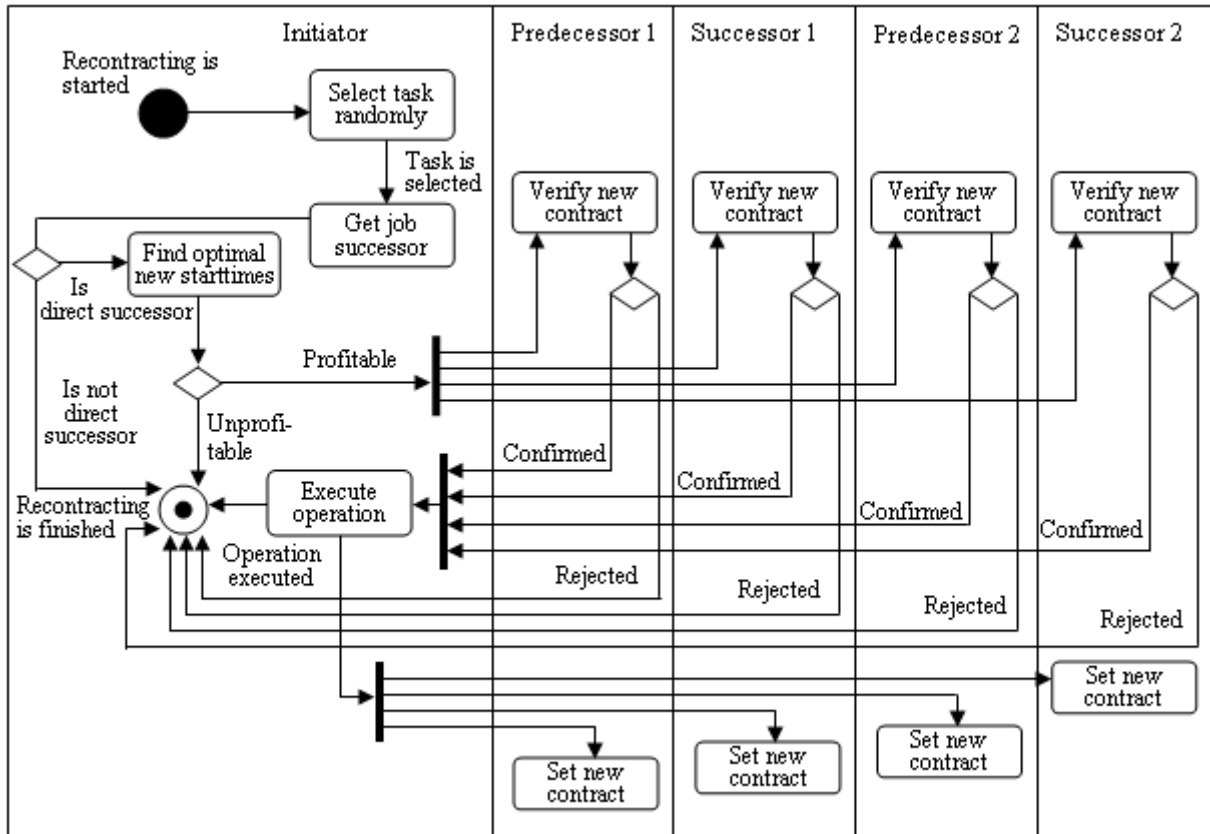 Initiator
Predecessor 1
Successor 1
Predecessor 2
Successor 2
Recontracting is
started
Select task
randomly
Task is
selected
Get job
successor
Verify new
contract
Verify new
contract
Verify new
contract
Verify new
contract
Find optimal
new starttimes
Is
direct successor
Profitable
Is not
direct
successor
Unprofi-
table
Confirmed
Confirmed
Confirmed
Confirmed
Recontracting
is finished
Execute
operation
Operation
executed
Rejected
Rejected
Rejected
Rejected
Set new
contract
Set new
contract
Set new
contract
Set new
contract